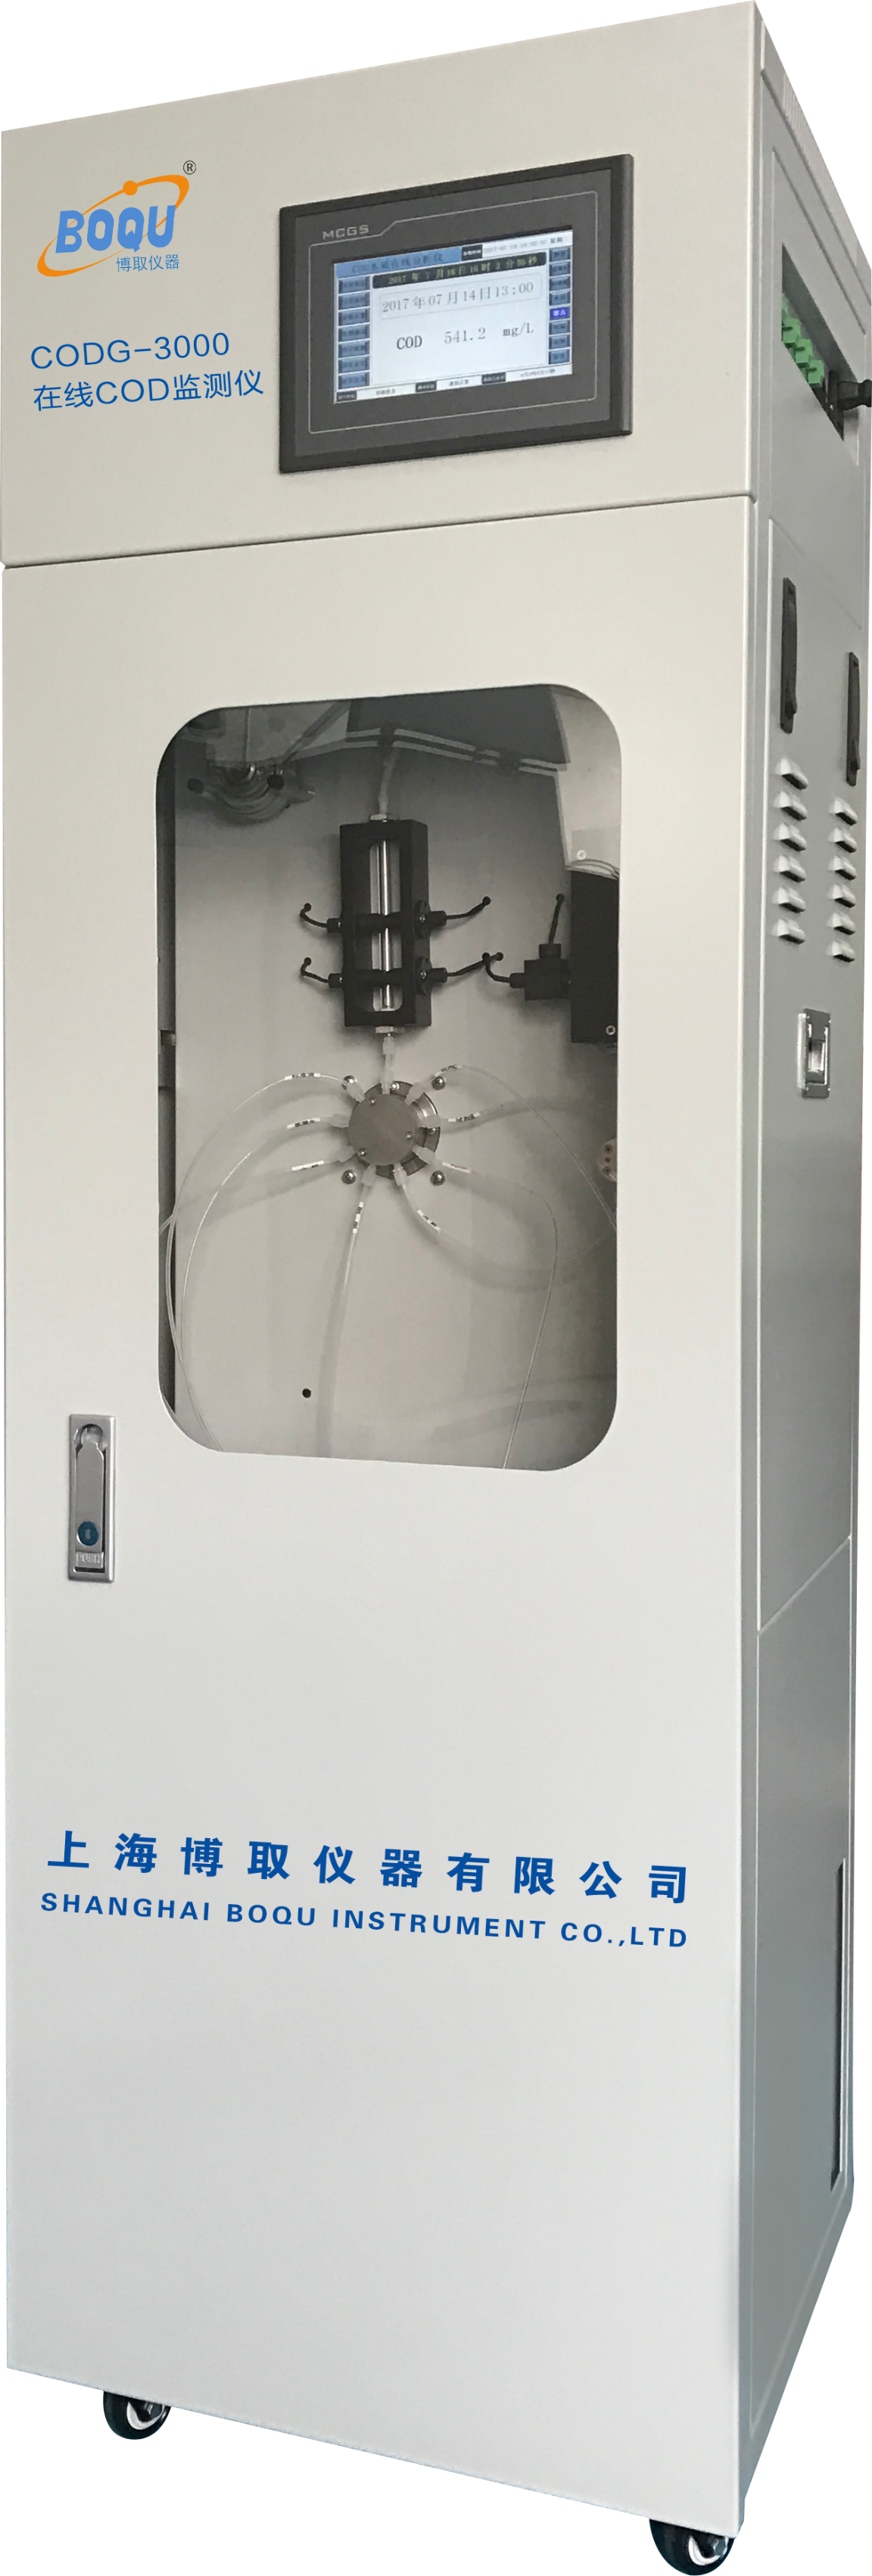 ®
BOQU
博取仪器
CODG-3000
在线COD监测仪
MCGS
2017年07月14日13:00
COD 541.2 mg/L
PUSH
上海博取仪器有限公司
SHANGHAI BOQU INSTRUMENT CO.,LTD